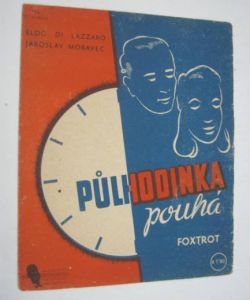 ELDO DI LAZZARO
JAROSLAV MORAVEC
PŮLHODINKA
pouhá
FOXTROT